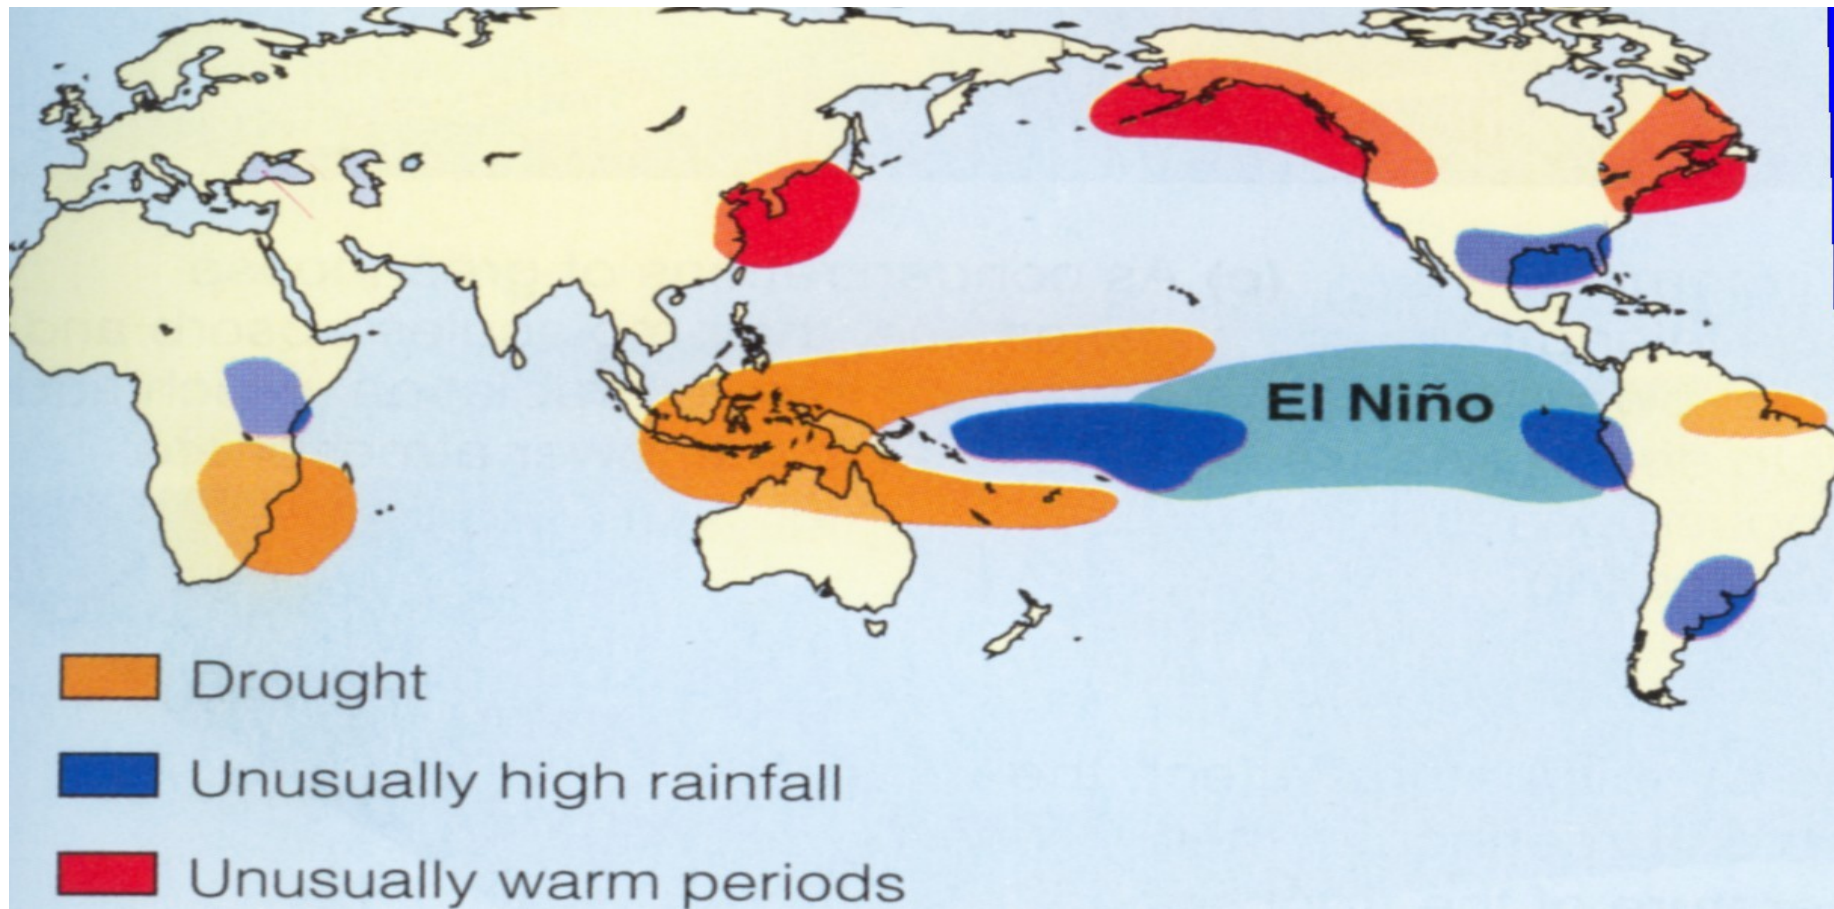 El Niño
Drought
Unusually high rainfall
Unusually warm periods